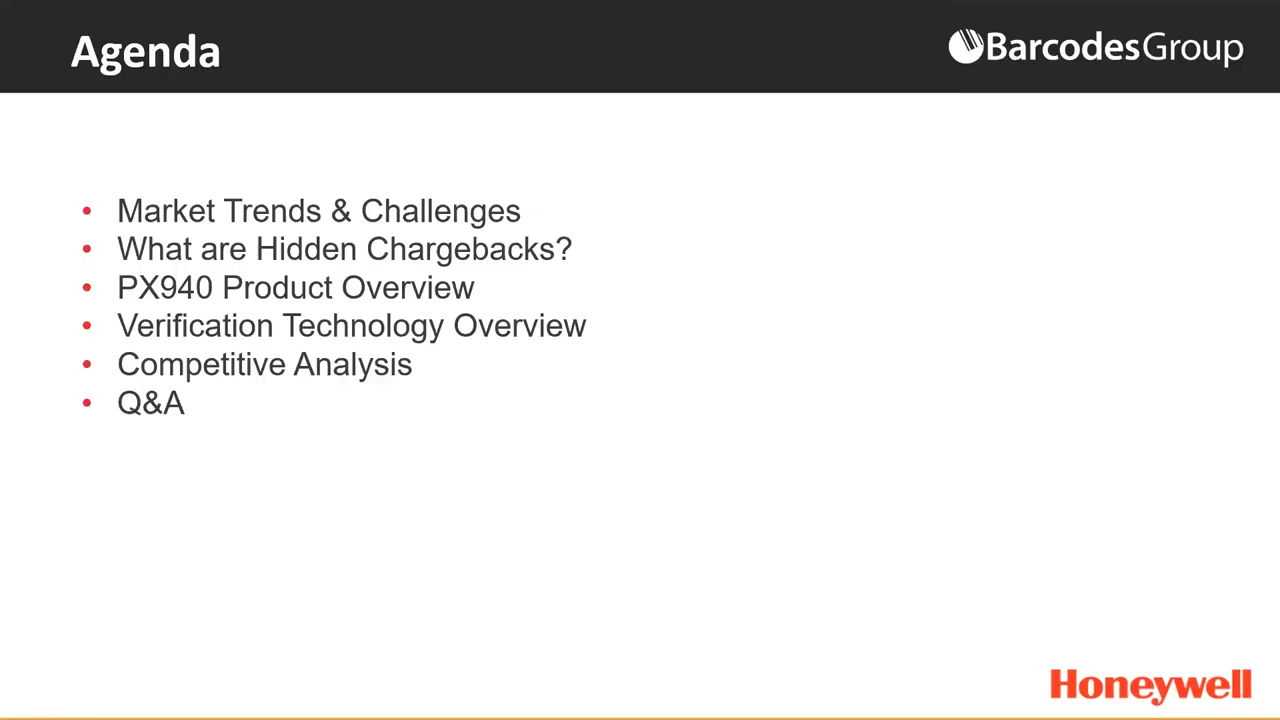 Agenda
BarcodesGroup
• Market Trends & Challenges
• What are Hidden Chargebacks?
• PX940 Product Overview
• Verification Technology Overview
• Competitive Analysis
• Q&A
Honeywell